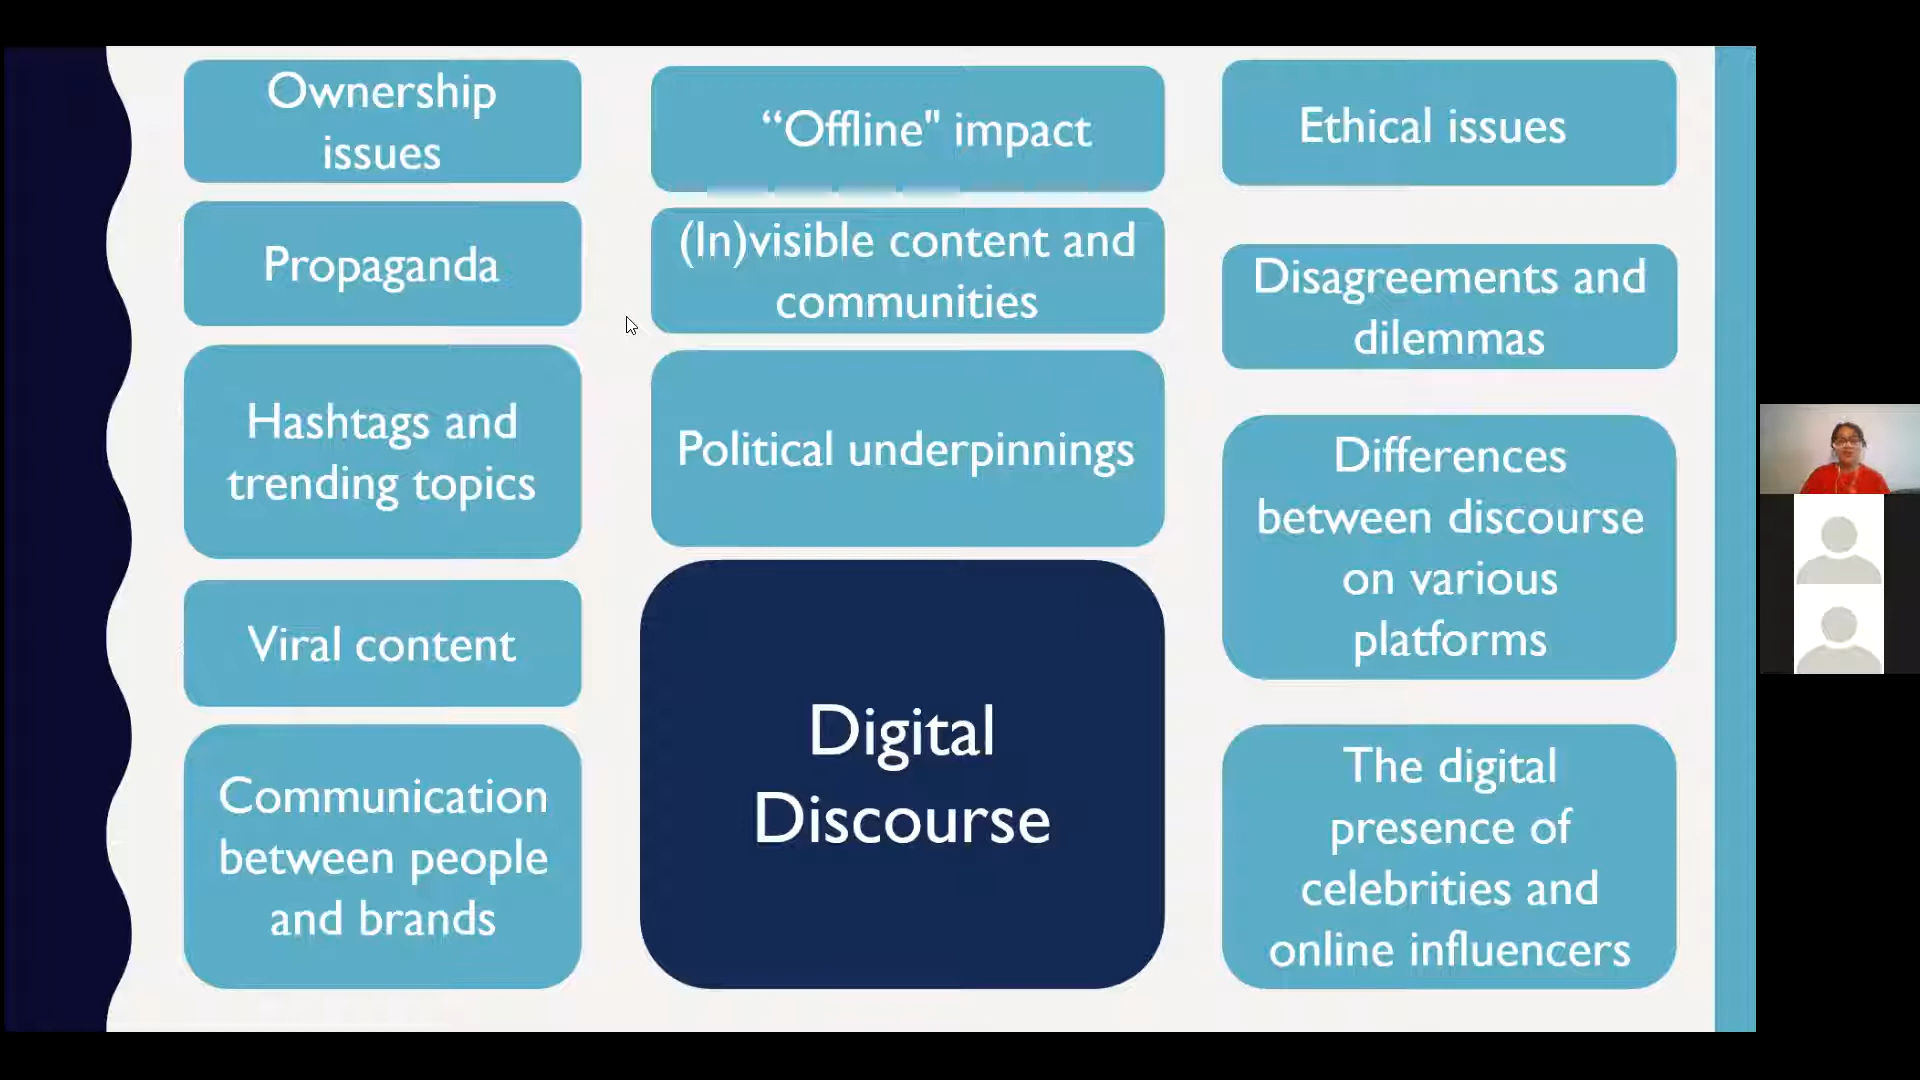 Ownership
issues
Propaganda
Hashtags and
trending topics
Viral content
Communication
between people
and brands
“Offline" impact
(In)visible content and
communities
Political underpinnings
Digital
Discourse
Ethical issues
Disagreements and
dilemmas
Differences
between discourse
on various
platforms
The digital
presence of
celebrities and
online influencers